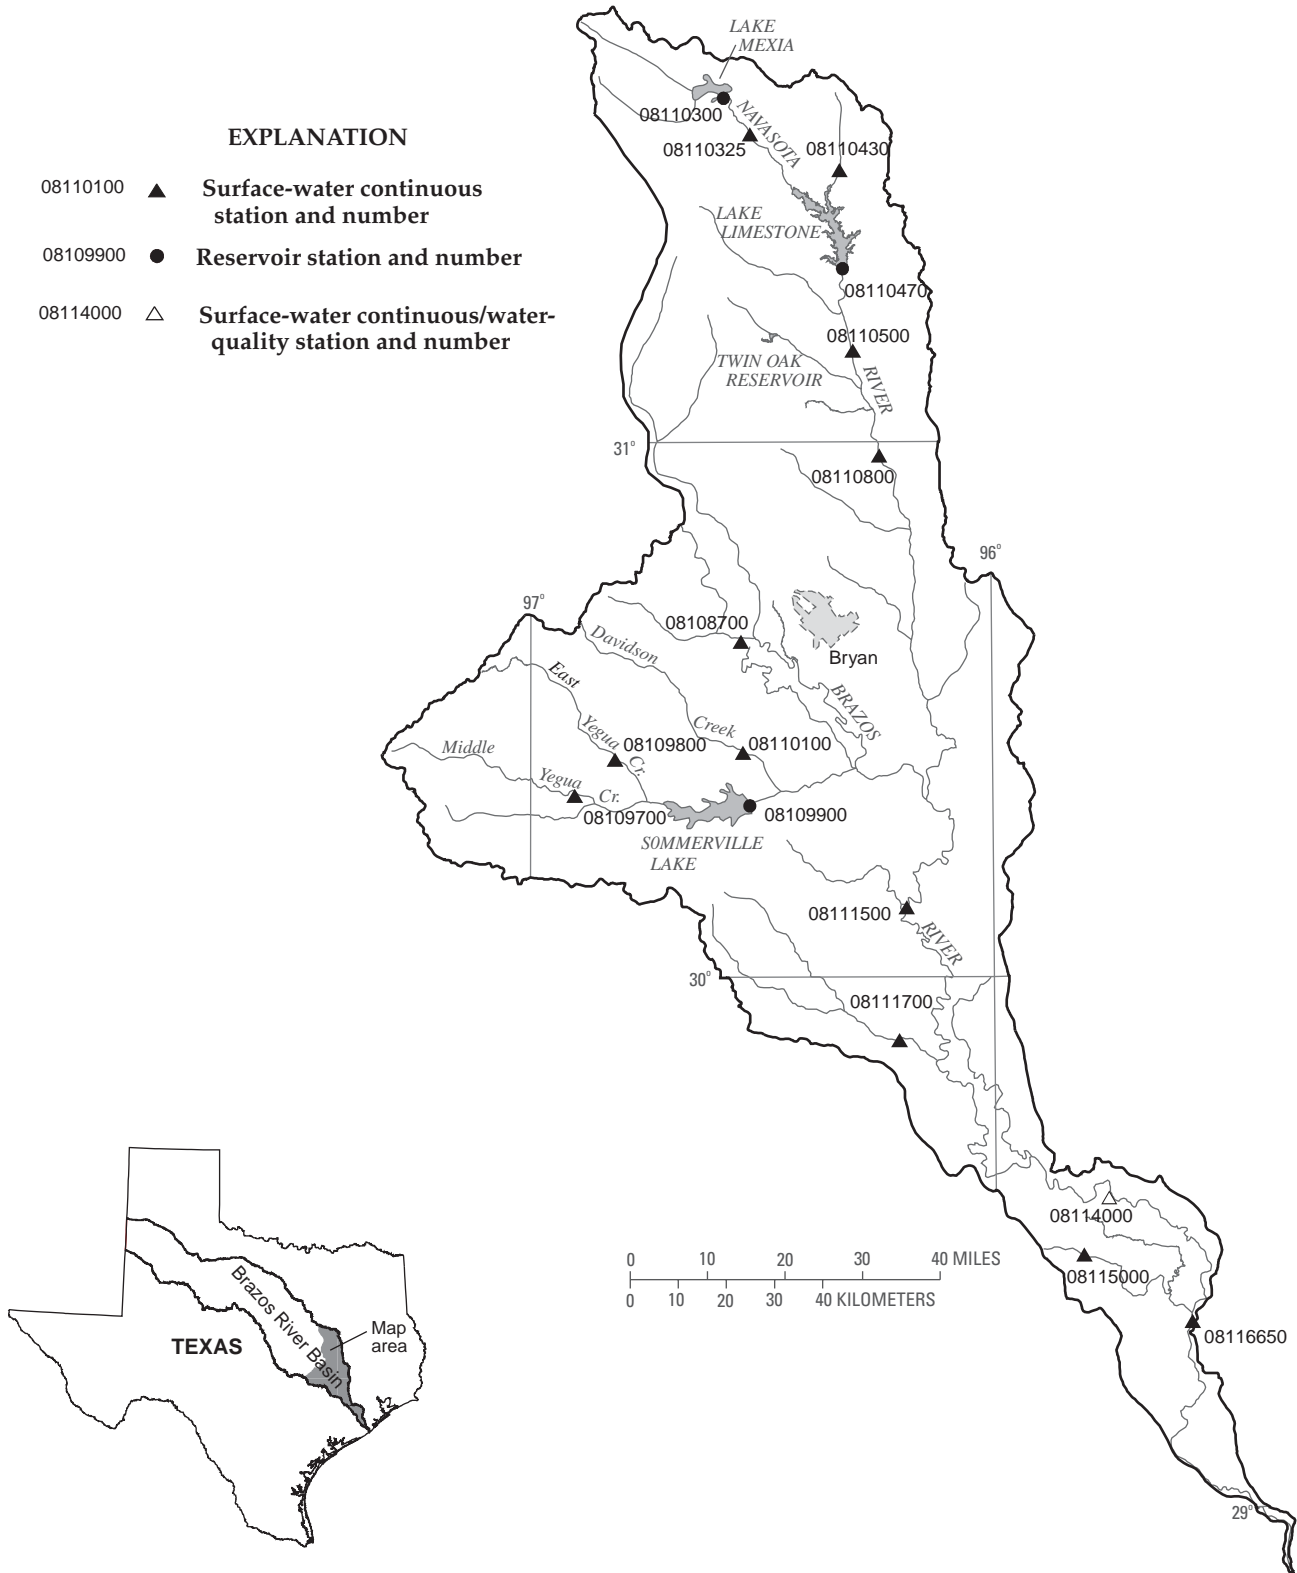 LAKE
MEXIA
EXPLANATION
08110100 Surface-water continuous
station and number
08109900 Reservoir station and number
08114000 Surface-water continuous/water-
quality station and number
08110300
NAVASOTA
08110325
08110430
LAKE
LIMESTONE
08110470
08110500
TWIN OAK
RESERVOIR
RIVER
31°
08110800
96°
97°
08108700
Davidson
Bryan
East
BRAZOS
Creek
Yegua
Cr.
08109800
08110100
Middle
Yegua
Cr.
08109700
08109900
S0MMERVILLE
LAKE
08111500
RIVER
30°
08111700
08114000
08115000
08116650
0 10 20 30 40 MILES
0 10 20 30 40 KILOMETERS
Brazos River Basin
TEXAS
Map
area
29°